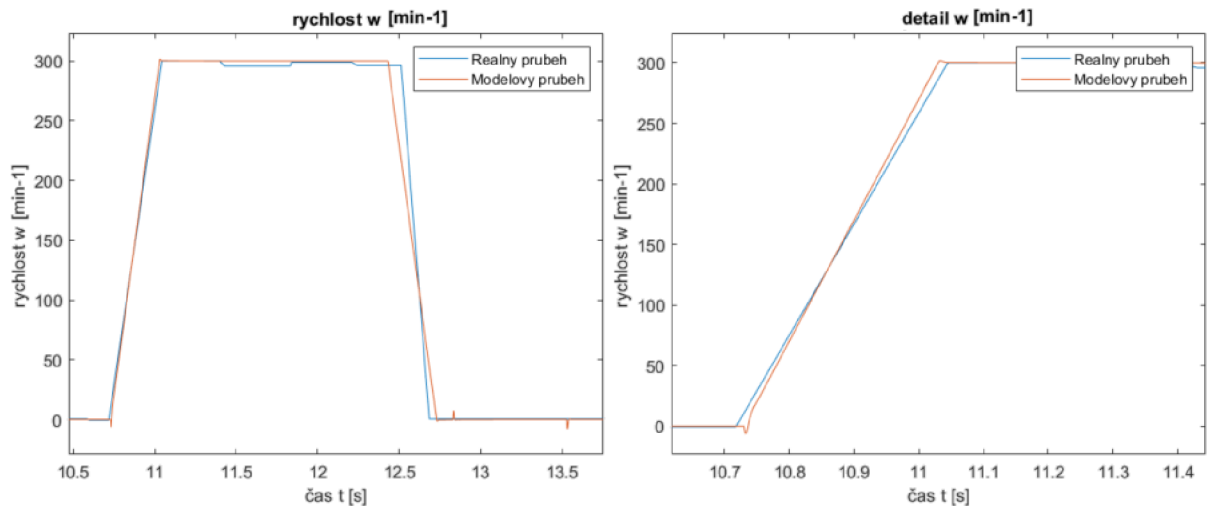 rychlost w [min-1]
rychlost w [min-1]
300
250
200
150
100
50
0
Realny prubeh
Modelovy prubeh
10.5 11 11.5 12 12.5 13 13.5
čas t [s]
detail w [min-1]
rychlost w [min-1]
300
250
200
150
100
50
0
Realny prubeh
Modelovy prubeh
10.7 10.8 10.9 11 11.1 11.2 11.3 11.4
čas t [s]